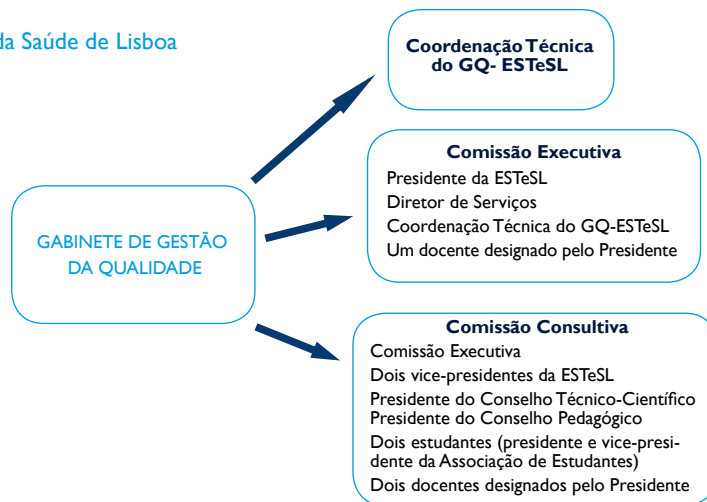 da Saúde de Lisboa
Coordenação Técnica
do GQ- ESTeSL
Comissão Executiva
Presidente da ESTeSL
Diretor de Serviços
Coordenação Técnica do GQ-ESTeSL
Um docente designado pelo Presidente
GABINETE DE GESTÃO
DA QUALIDADE
Comissão Consultiva
Comissão Executiva
Dois vice-presidentes da ESTeSL
Presidente do Conselho Técnico-Científico
Presidente do Conselho Pedagógico
Dois estudantes (presidente e vice-presi-
dente da Associação de Estudantes)
Dois docentes designados pelo Presidente